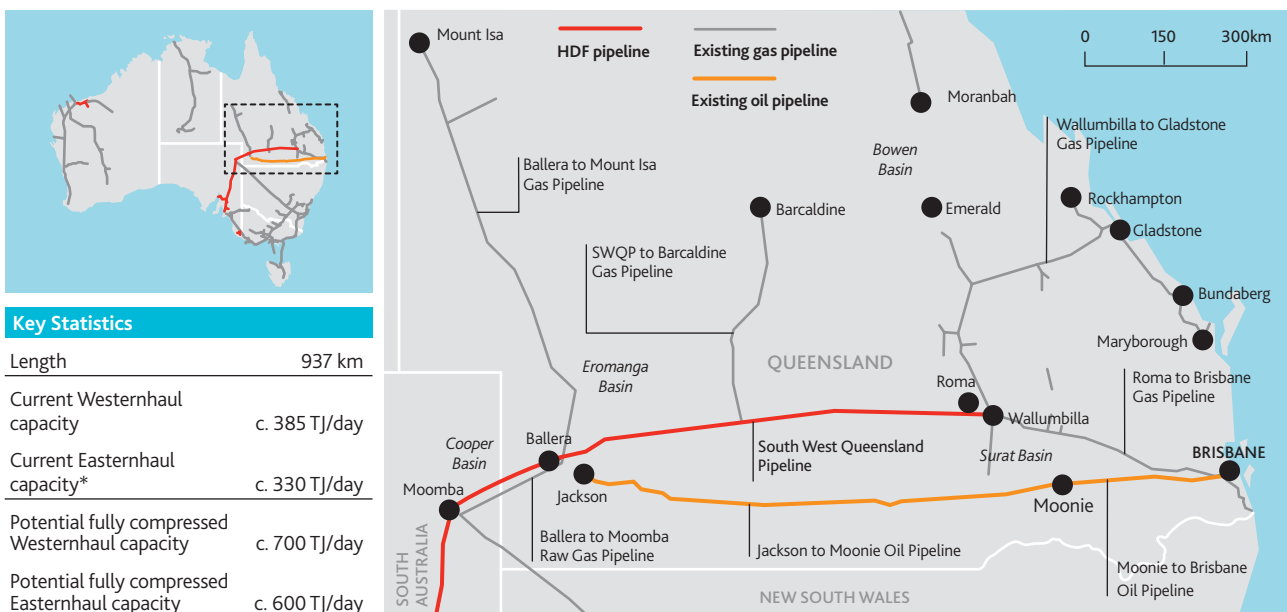 Key Statistics
Length 937 km
Current Westernhaul
capacity c. 385 TJ/day
Current Easternhaul
capacity* c. 330 TJ/day
Potential fully compressed
Westernhaul capacity c. 700 TJ/day
Potential fully compressed
Easternhaul capacity c. 600 TJ/day
HDF pipeline
Existing gas pipeline
Existing oil pipeline
0 150 300km
Mount Isa
Moranbah
Wallumbilla to Gladstone
Gas Pipeline
Bowen
Basin
Ballera to Mount Isa
Gas Pipeline
Barcaldine
Emerald
Rockhampton
Gladstone
SWQP to Barcaldine
Gas Pipeline
Bundaberg
Maryborough
Eromanga
Basin
QUEENSLAND
Roma
Roma to Brisbane
Gas Pipeline
Wallumbilla
Cooper
Basin
Ballera
South West Queensland
Pipeline
Surat Basin
BRISBANE
Moomba
Jackson
Moonie
SOUTH
AUSTRALIA
Ballera to Moomba
Raw Gas Pipeline
Jackson to Moonie Oil Pipeline
Moonie to Brisbane
Oil Pipeline
NEW SOUTH WALES